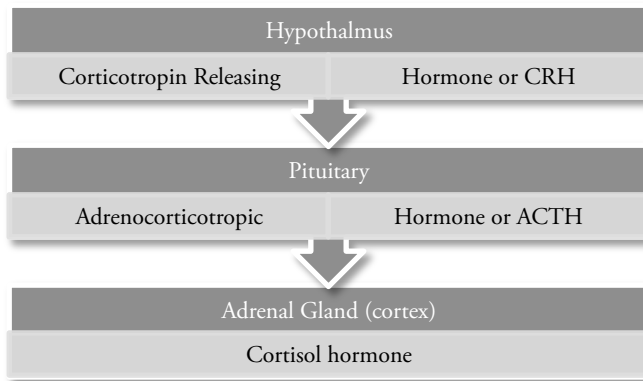 Hypothalmus
Corticotropin Releasing Hormone or CRH
Pituitary
Adrenocorticotropic Hormone or ACTH
Adrenal Gland (cortex)
Cortisol hormone